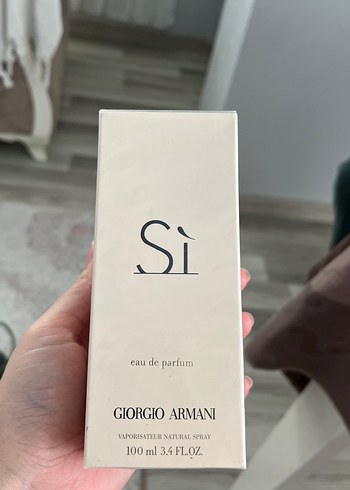 Sì
eau de parfum
GIORGIO ARMANI
VAPORISATEUR NATURAL SPRAY
100 ml 3.4 FL.OZ.